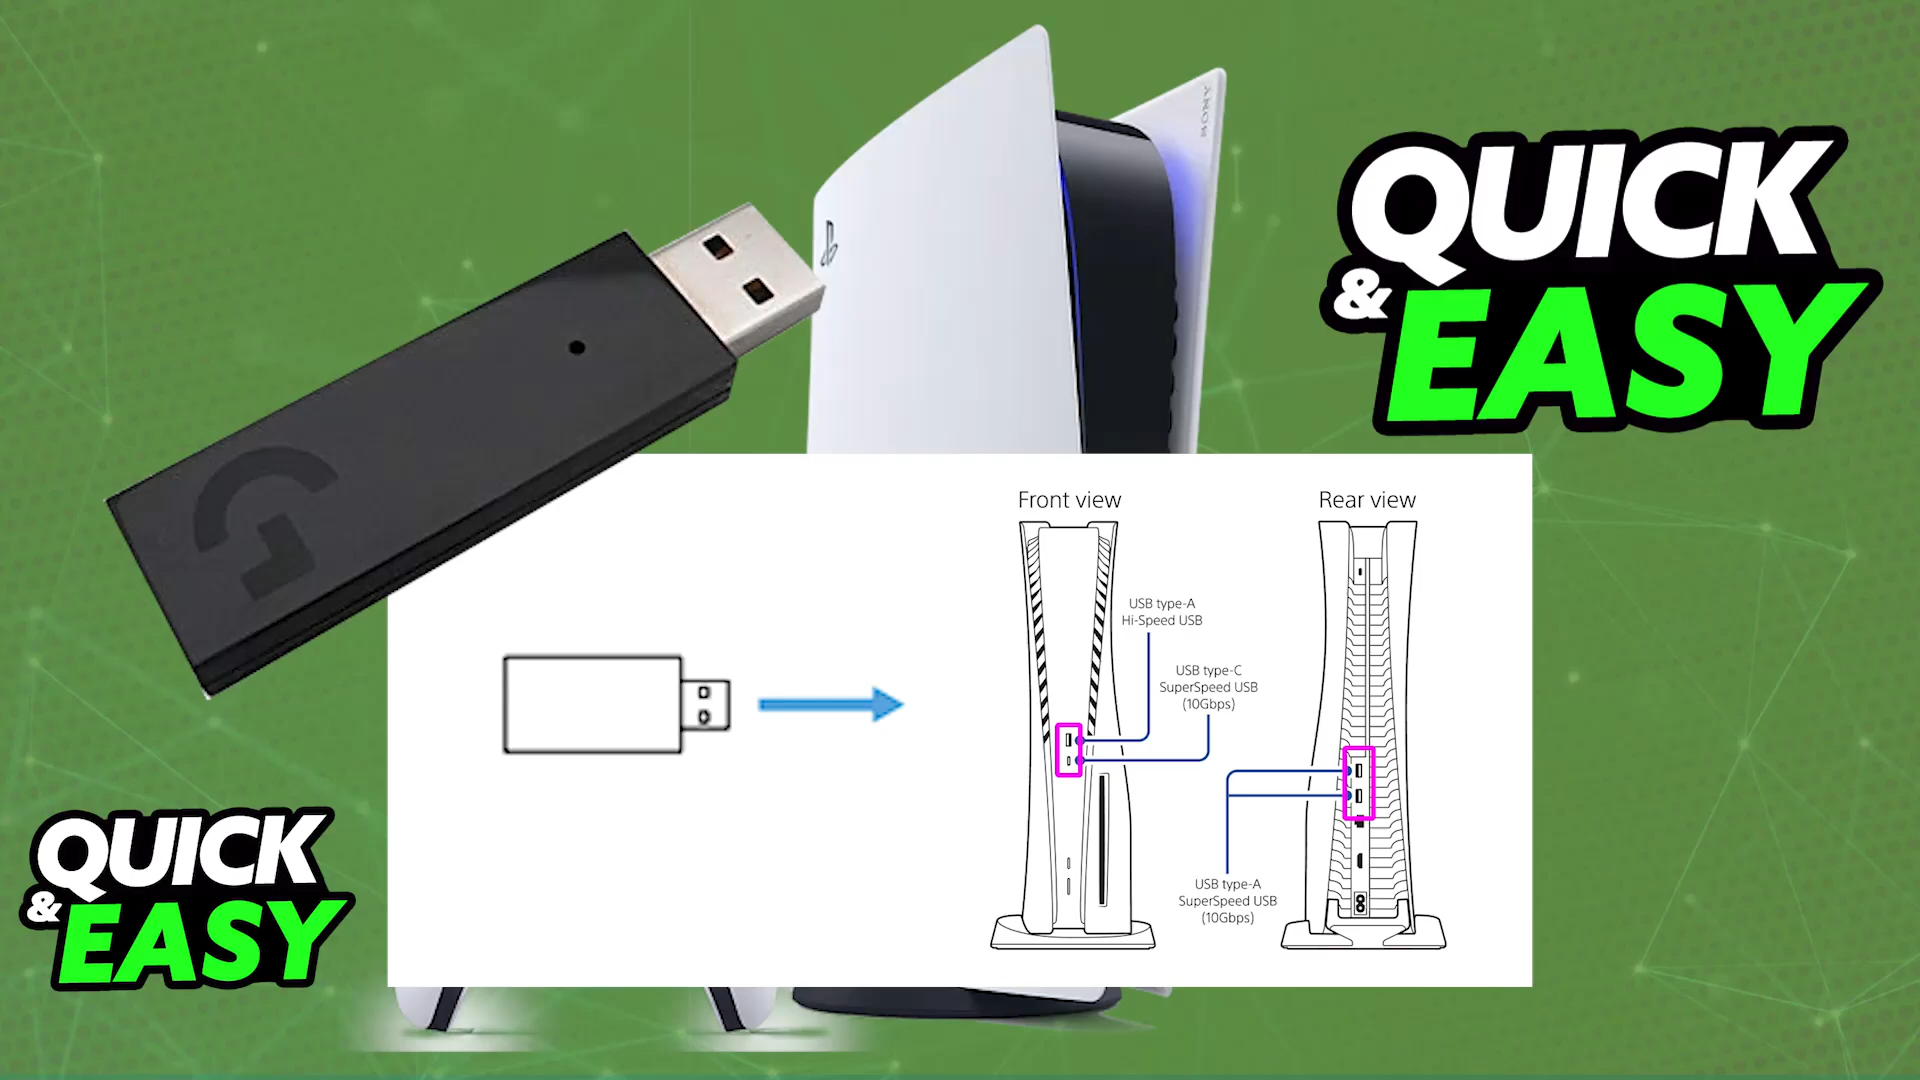 SONY
QUICK
& EASY
Front view
Rear view
USB type-A
Hi-Speed USB
USB type-C
SuperSpeed USB
(10Gbps)
USB type-A
SuperSpeed USB
(10Gbps)
QUICK
& EASY